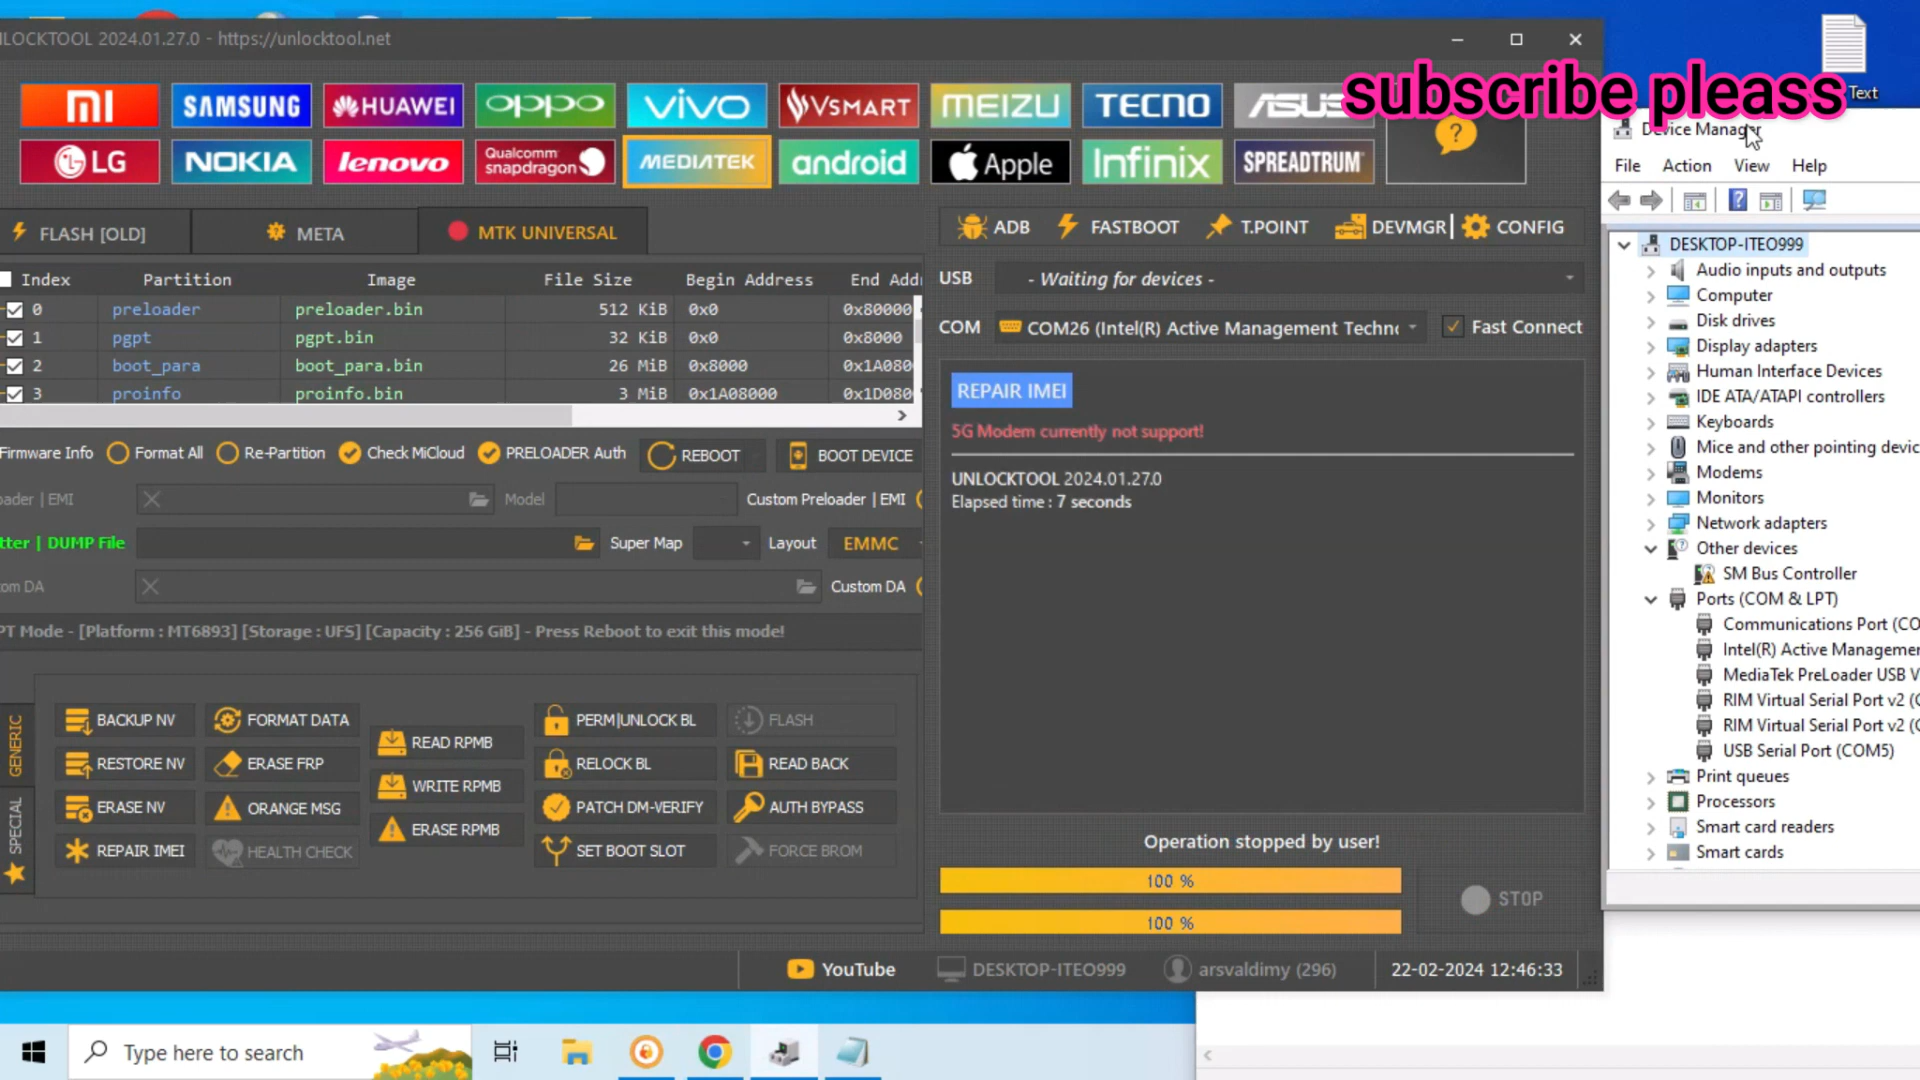 NLOCKTOOL 2024.01.27.0 - https://unlocktool.net
subscribe pleass
Text
MI SAMSUNG HUAWEI oppo vivo VSMART MEIZU TECNO ASUS
LG NOKIA lenovo Qualcomm snapdragon MEDIATEK android Apple Infinix SPREADTRUM ?
Device Manager
File Action View Help
FLASH [OLD] META MTK UNIVERSAL
ADB FASTBOOT T.POINT DEVMGR CONFIG
Index Partition Image File Size Begin Address End Addr
0 preloader preloader.bin 512 KiB 0x0 0x80000
1 pgpt pgpt.bin 32 KiB 0x0 0x8000
2 boot_para boot_para.bin 26 MiB 0x8000 0x1A080
3 proinfo proinfo.bin 3 MiB 0x1A08000 0x1D080
USB - Waiting for devices -
COM COM26 (Intel(R) Active Management Techno Fast Connect
Firmware Info Format All Re-Partition Check MiCloud PRELOADER Auth REBOOT BOOT DEVICE
oader | EMI Model Custom Preloader | EMI
tter | DUMP File Super Map Layout EMMC
tom DA Custom DA
PT Mode - [Platform : MT6893] [Storage : UFS] [Capacity : 256 GiB] - Press Reboot to exit this mode!
GENERIC
SPECIAL
BACKUP NV FORMAT DATA READ RPMB PERM|UNLOCK BL FLASH
RESTORE NV ERASE FRP WRITE RPMB RELOCK BL READ BACK
ERASE NV ORANGE MSG ERASE RPMB PATCH DM-VERIFY AUTH BYPASS
REPAIR IMEI HEALTH CHECK SET BOOT SLOT FORCE BROM
REPAIR IMEI
5G Modem currently not support!
UNLOCKTOOL 2024.01.27.0
Elapsed time : 7 seconds
Operation stopped by user!
100 %
100 %
STOP
YouTube DESKTOP-ITEO999 arsvaldimy (296) 22-02-2024 12:46:33
DESKTOP-ITEO999
Audio inputs and outputs
Computer
Disk drives
Display adapters
Human Interface Devices
IDE ATA/ATAPI controllers
Keyboards
Mice and other pointing devic
Modems
Monitors
Network adapters
Other devices
SM Bus Controller
Ports (COM & LPT)
Communications Port (CO
Intel(R) Active Managemen
MediaTek PreLoader USB V
RIM Virtual Serial Port v2 (C
RIM Virtual Serial Port v2 (C
USB Serial Port (COM5)
Print queues
Processors
Smart card readers
Smart cards
Type here to search